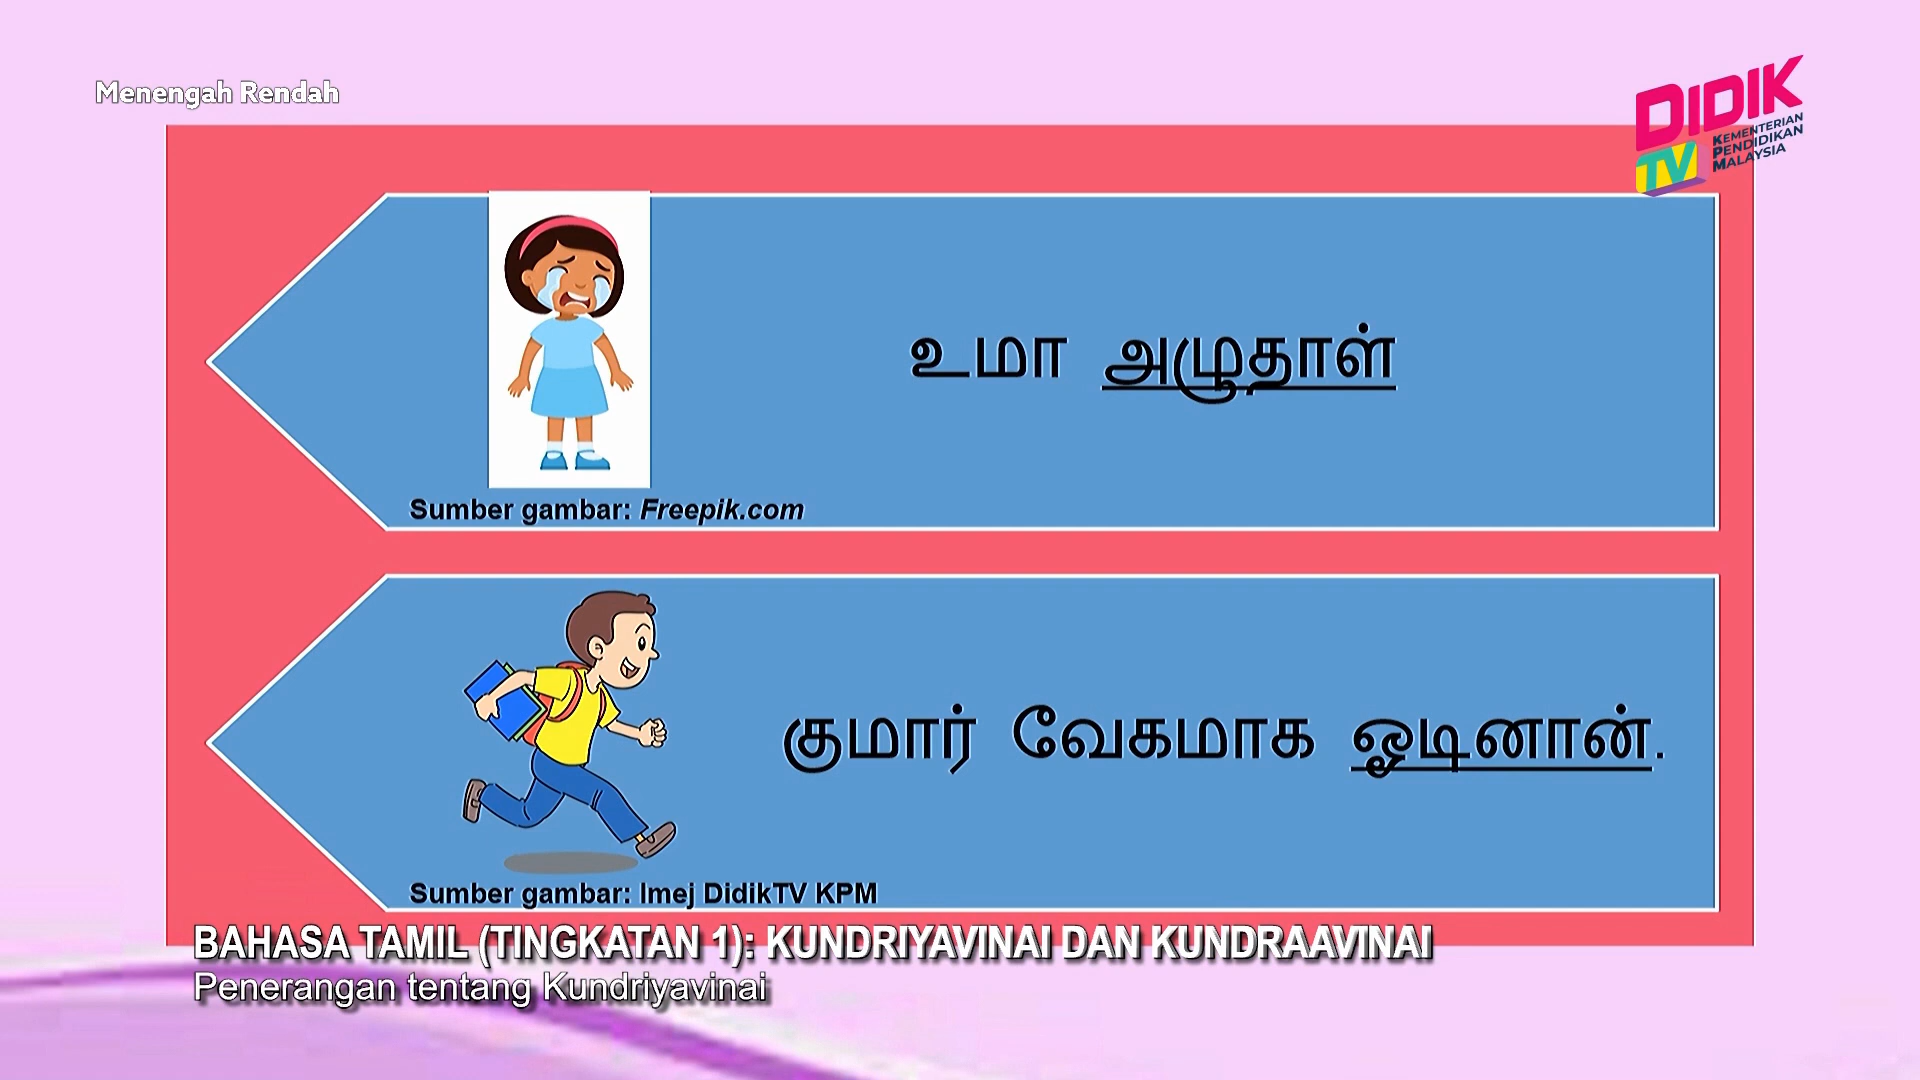 Menengah Rendah
DIDIK
TV
KEMENTERIAN
PENDIDIKAN
MALAYSIA
உமா அழுதாள்
Sumber gambar: Freepik.com
குமார் வேகமாக ஓடினான்.
Sumber gambar: Imej DidikTV KPM
BAHASA TAMIL (TINGKATAN 1): KUNDRIYAVINAI DAN KUNDRAAVINAI
Penerangan tentang Kundriyavinai